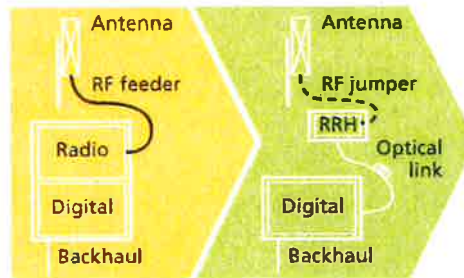 Antenna
RF feeder
Radio
Digital
Backhaul
Antenna
RF jumper
RRH
Optical
link
Digital
Backhaul